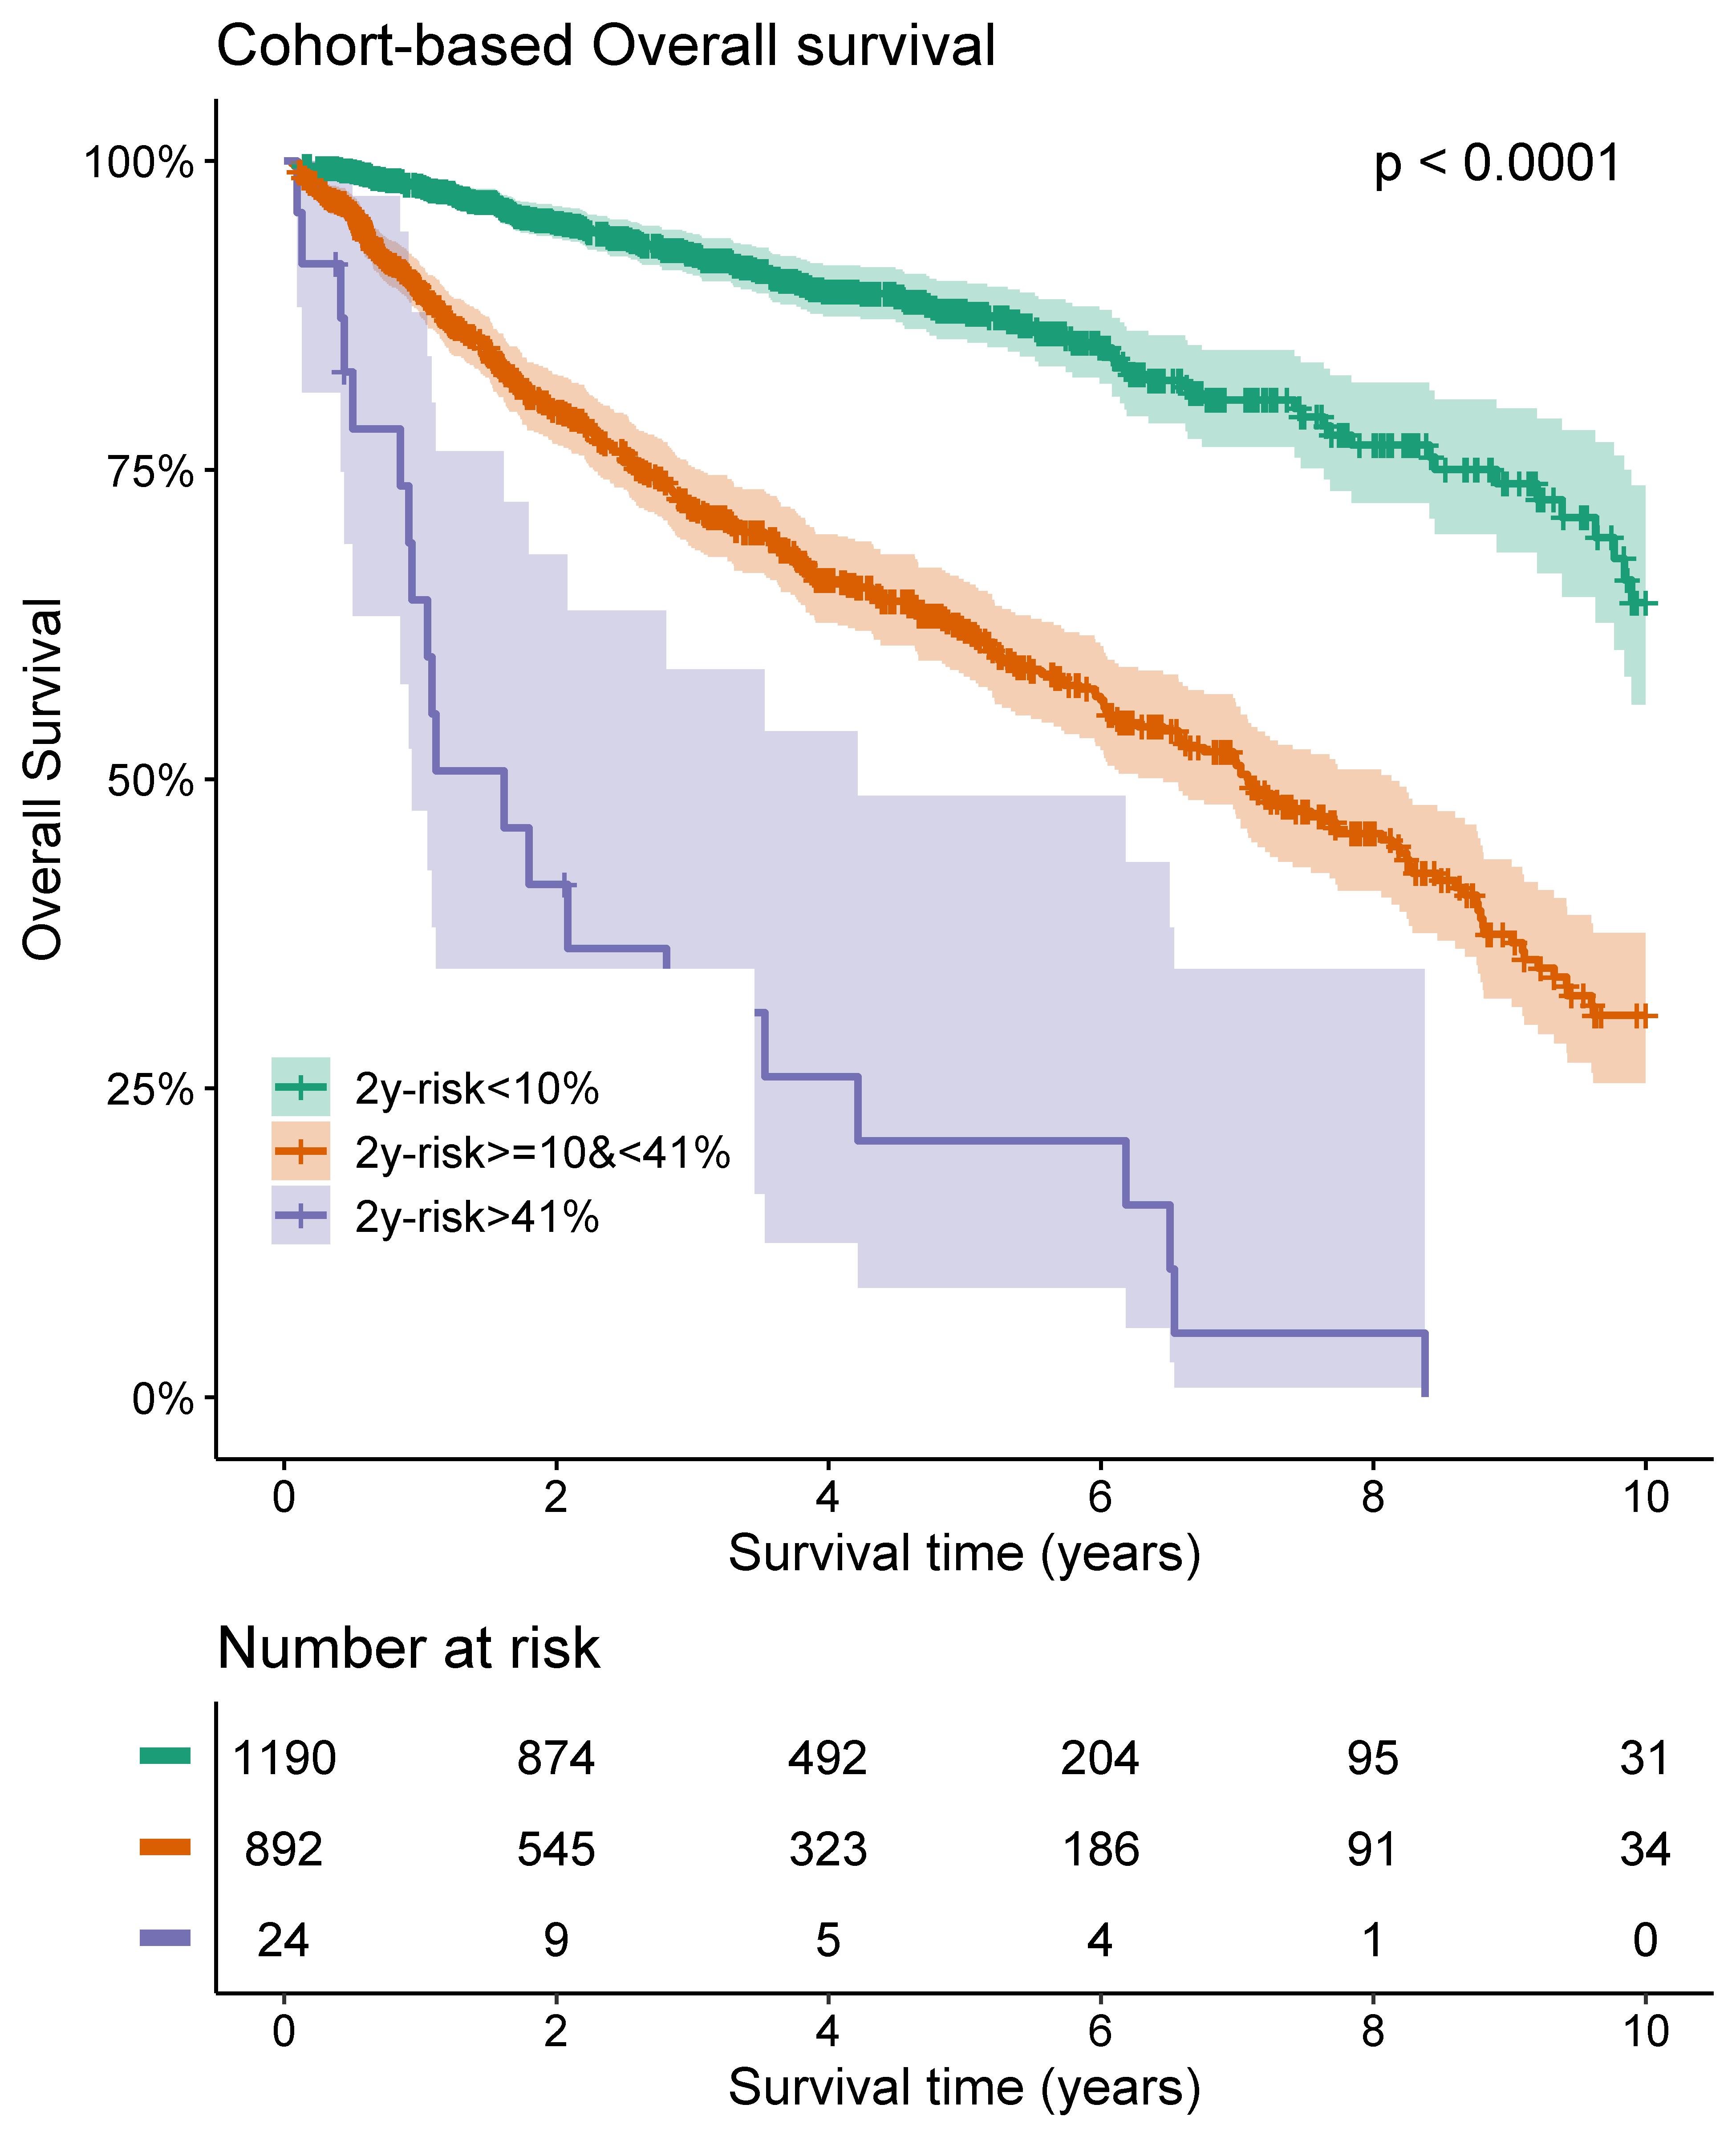 Cohort-based Overall survival
p < 0.0001
100%
75%
50%
25%
0%
Overall Survival
2y-risk<10%
2y-risk>=10&<41%
2y-risk>41%
0 2 4 6 8 10
Survival time (years)
Number at risk
1190 874 492 204 95 31
892 545 323 186 91 34
24 9 5 4 1 0
0 2 4 6 8 10
Survival time (years)